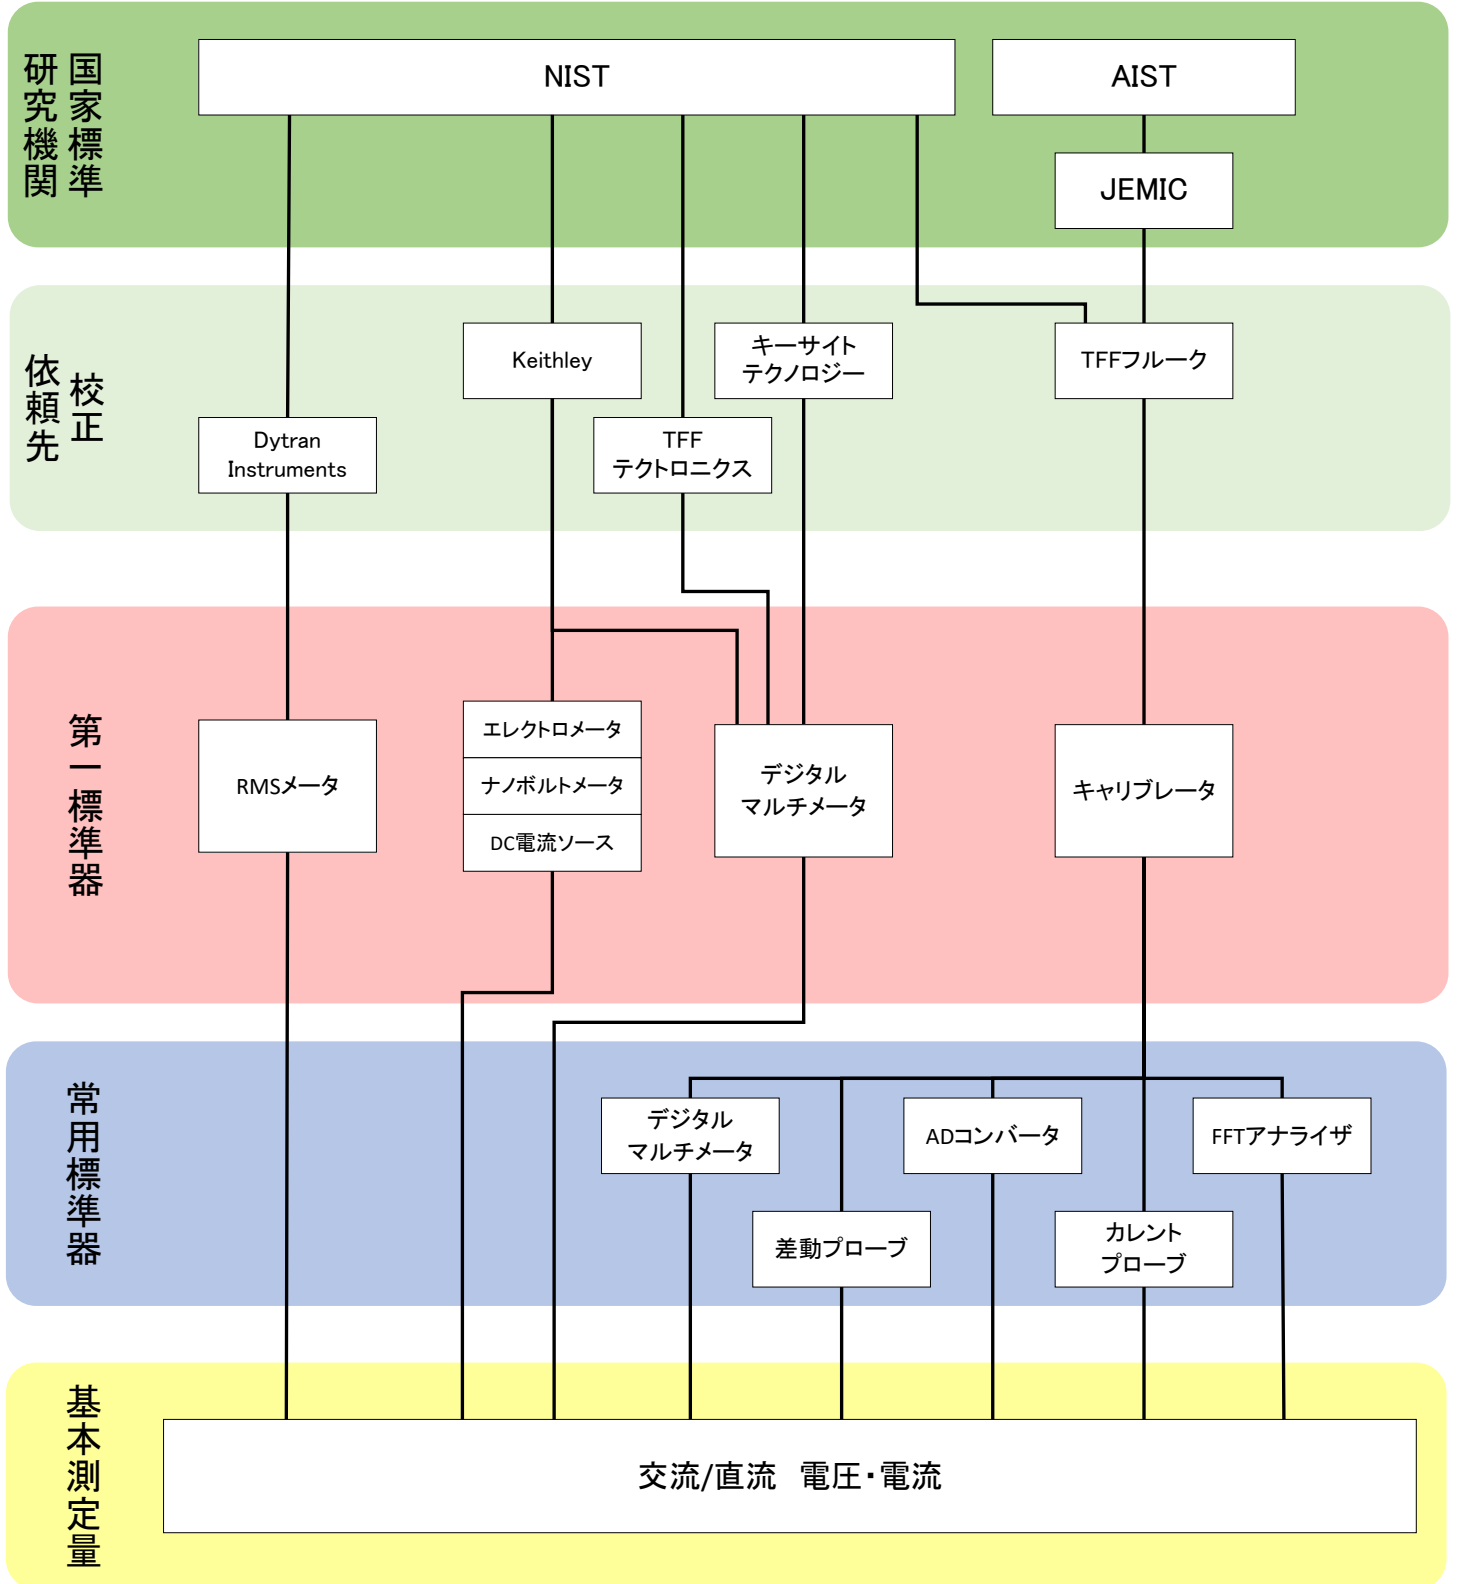 国家標準
研究機関
NIST
AIST
JEMIC
校正
依頼先
Keithley
キーサイト
テクノロジー
TFFフルーク
Dytran
Instruments
TFF
テクトロニクス
第一標準器
RMSメータ
エレクトロメータ
ナノボルトメータ
DC電流ソース
デジタル
マルチメータ
キャリブレータ
常用標準器
デジタル
マルチメータ
ADコンバータ
FFTアナライザ
差動プローブ
カレント
プローブ
基本測定量
交流/直流　電圧・電流